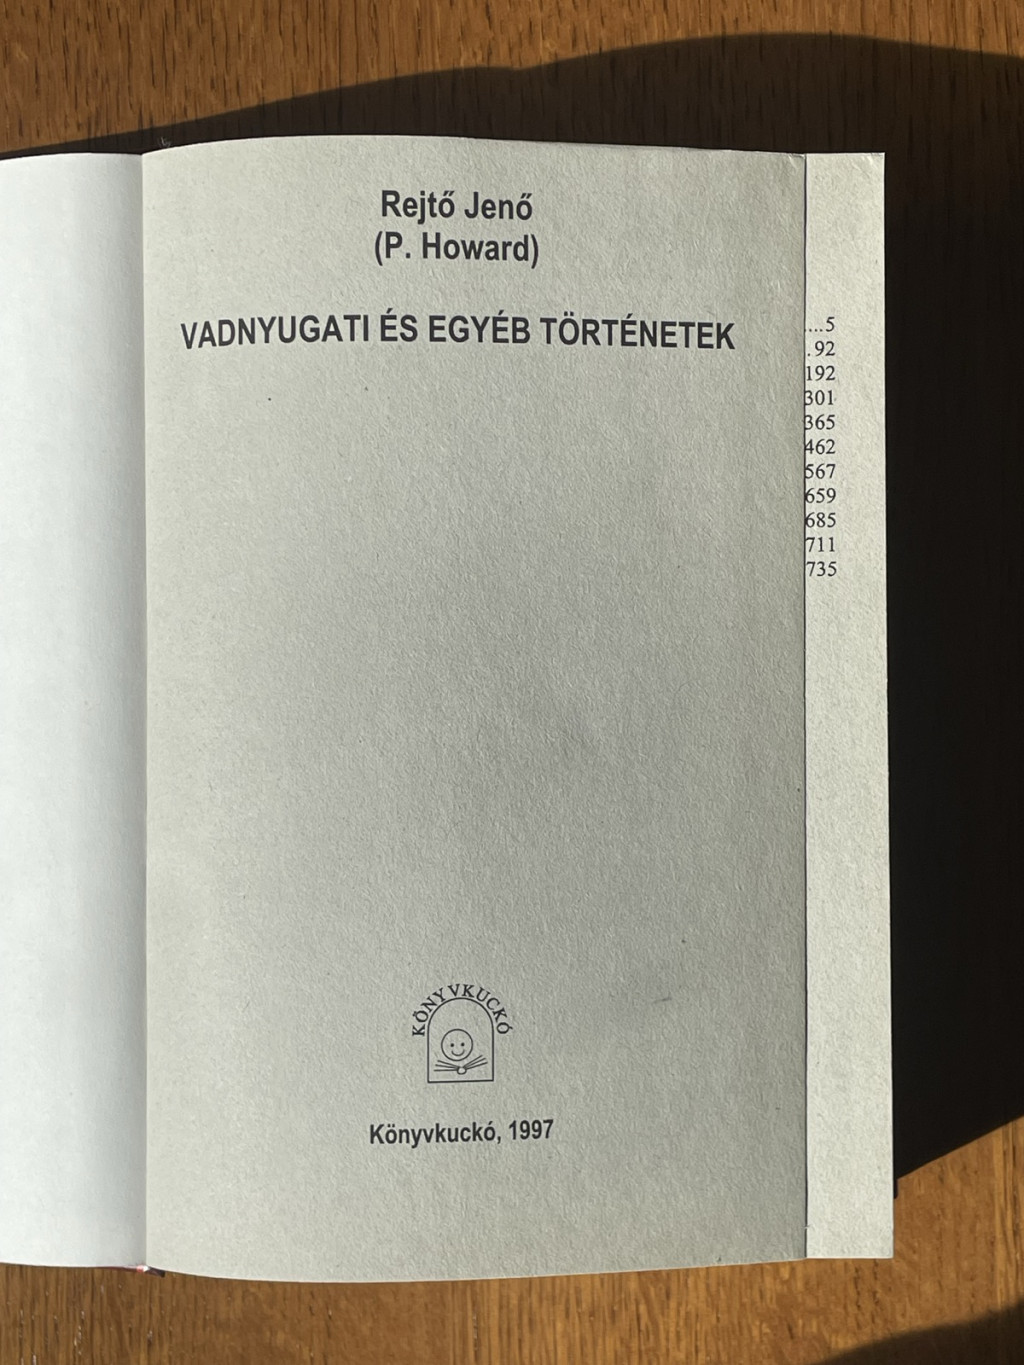 Rejtő Jenő
(P. Howard)
VADNYUGATI ÉS EGYÉB TÖRTÉNETEK
....5
.92
192
301
365
462
567
659
685
711
735
KÖNYVKUCKÓ
Könyvkuckó, 1997